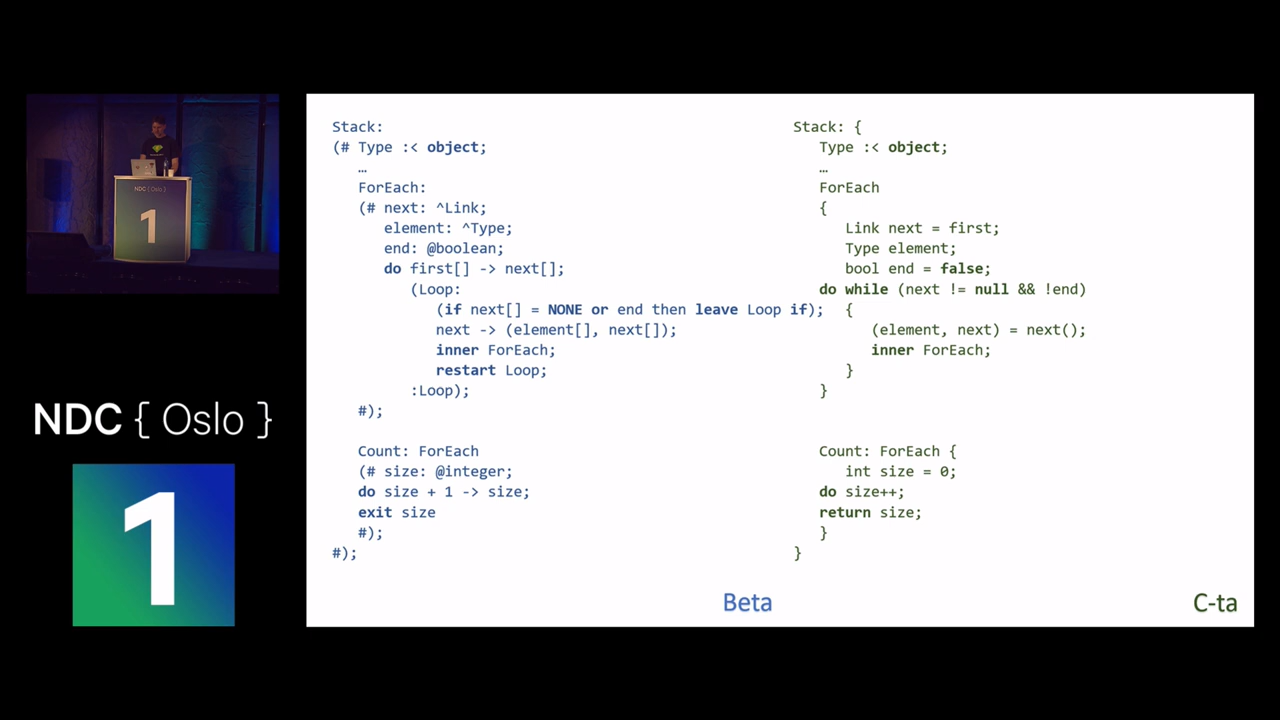 NDC { Oslo }
1
NDC { Oslo }
1
Stack:
(# Type :< object;
…
ForEach:
(# next: ^Link;
element: ^Type;
end: @boolean;
do first[] -> next[];
(Loop:
(if next[] = NONE or end then leave Loop if);
next -> (element[], next[]);
inner ForEach;
restart Loop;
:Loop);
#);
Count: ForEach
(# size: @integer;
do size + 1 -> size;
exit size
#);
#);
Beta
Stack: {
Type :< object;
…
ForEach
{
Link next = first;
Type element;
bool end = false;
do while (next != null && !end)
{
(element, next) = next();
inner ForEach;
}
}
Count: ForEach {
int size = 0;
do size++;
return size;
}
}
C-ta